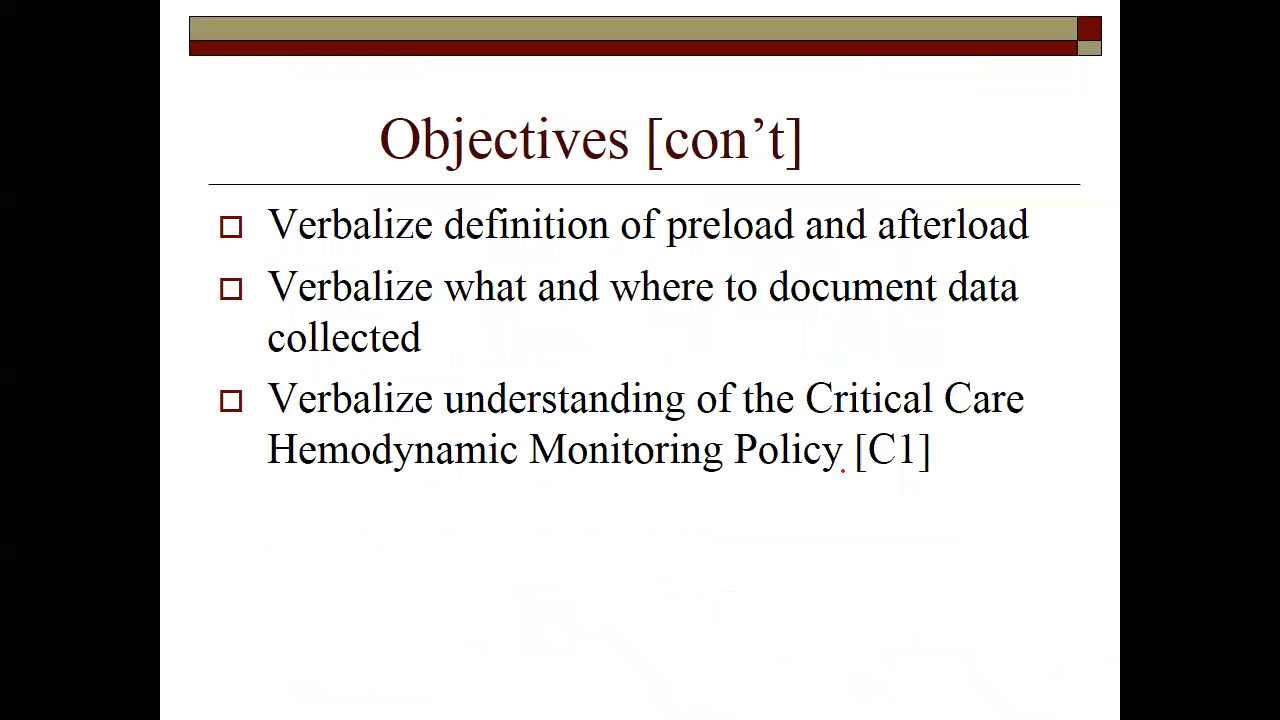 Objectives [con’t]
Verbalize definition of preload and afterload
Verbalize what and where to document data
collected
Verbalize understanding of the Critical Care
Hemodynamic Monitoring Policy [C1]